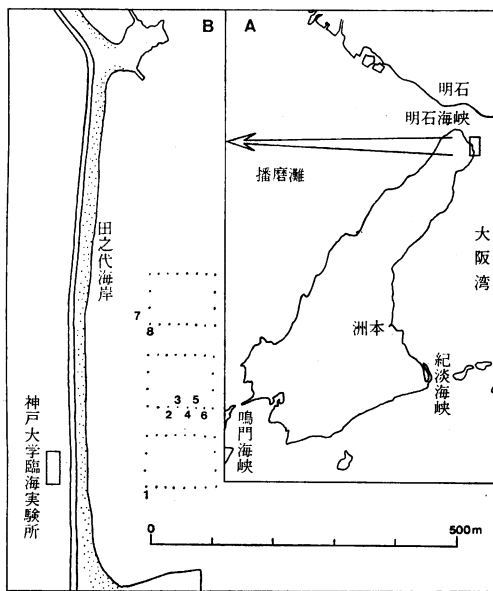 B
A
明石
明石海峡
播磨灘
大阪湾
洲本
紀淡海峡
鳴門海峡
田之代海岸
神戸大学臨海実験所
7
8
3 5
2 4 6
1
0 500m